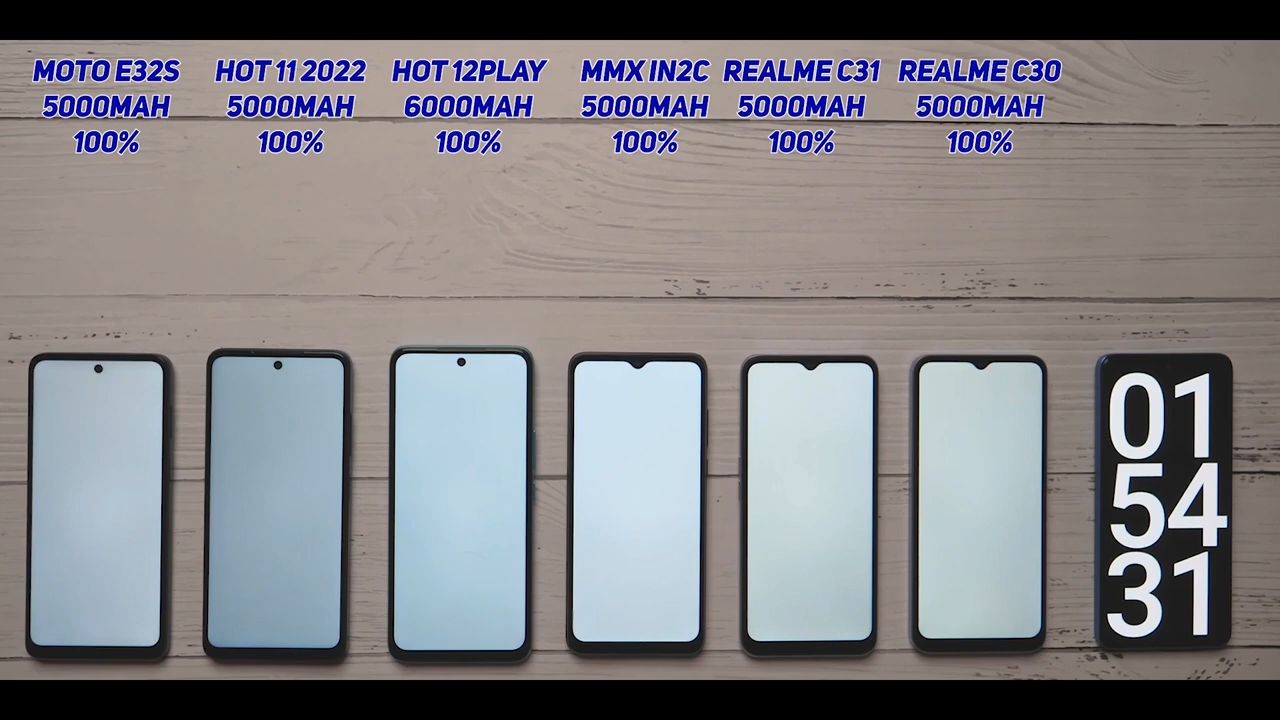 MOTO E32S
5000MAH
100%
HOT 11 2022
5000MAH
100%
HOT 12PLAY
6000MAH
100%
MMX IN2C
5000MAH
100%
REALME C31
5000MAH
100%
REALME C30
5000MAH
100%
01
54
31